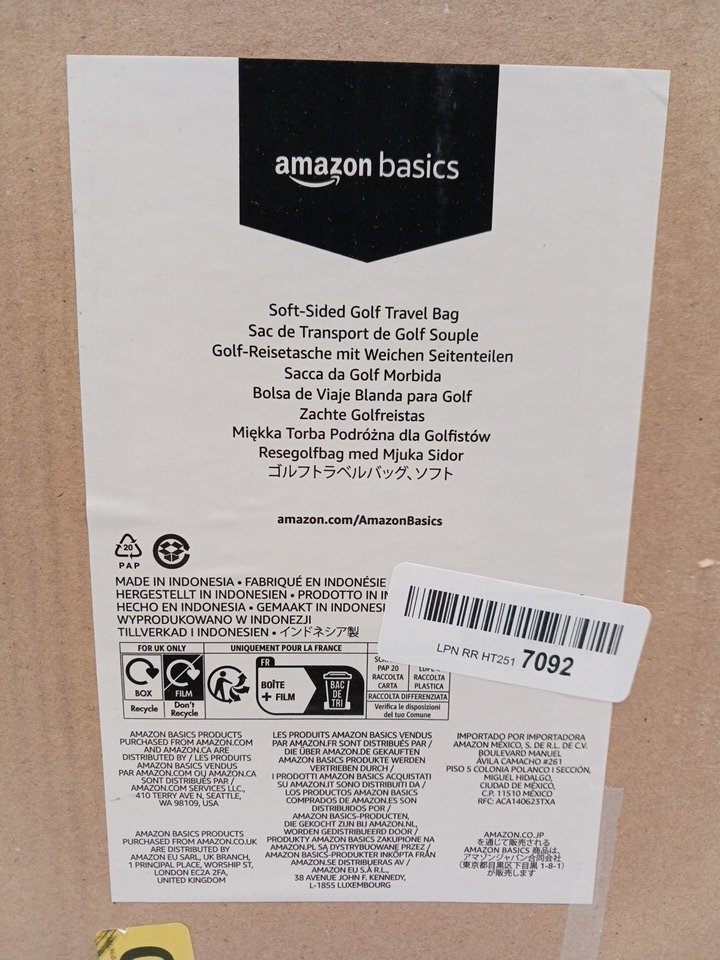 amazon basics
Soft-Sided Golf Travel Bag
Sac de Transport de Golf Souple
Golf-Reisetasche mit Weichen Seitenteilen
Sacca da Golf Morbida
Bolsa de Viaje Blanda para Golf
Zachte Golfreistas
Miękka Torba Podróżna dla Golfistów
Resegolfbag med Mjuka Sidor
ゴルフトラベルバッグ、ソフト
amazon.com/AmazonBasics
20
PAP
MADE IN INDONESIA • FABRIQUÉ EN INDONÉSIE
HERGESTELLT IN INDONESIEN • PRODOTTO IN
HECHO EN INDONESIA • GEMAAKT IN INDONESI
WYPRODUKOWANO W INDONEZJI
TILLVERKAD I INDONESIEN • インドネシア製
LPN RR HT251 7092
FOR UK ONLY
BOX
Recycle
FILM
Don't
Recycle
UNIQUEMENT POUR LA FRANCE
FR
BOÎTE
+ FILM
BAC
DE
TRI
PAP 20
RACCOLTA
CARTA
RACCOLTA
PLASTICA
RACCOLTA DIFFERENZIATA
Verifica le disposizioni
del tuo Comune
AMAZON BASICS PRODUCTS
PURCHASED FROM AMAZON.COM
AND AMAZON.CA ARE
DISTRIBUTED BY / LES PRODUITS
AMAZON BASICS VENDUS
PAR AMAZON.COM OU AMAZON.CA
SONT DISTRIBUÉS PAR /
AMAZON.COM SERVICES LLC,
410 TERRY AVE N, SEATTLE,
WA 98109, USA
AMAZON BASICS PRODUCTS
PURCHASED FROM AMAZON.CO.UK
ARE DISTRIBUTED BY
AMAZON EU SARL, UK BRANCH,
1 PRINCIPAL PLACE, WORSHIP ST,
LONDON EC2A 2FA,
UNITED KINGDOM
LES PRODUITS AMAZON BASICS VENDUS
PAR AMAZON.FR SONT DISTRIBUÉS PAR /
DIE ÜBER AMAZON.DE GEKAUFTEN
AMAZON BASICS PRODUKTE WERDEN
VERTRIEBEN DURCH /
I PRODOTTI AMAZON BASICS ACQUISTATI
SU AMAZON.IT SONO DISTRIBUITI DA /
LOS PRODUCTOS AMAZON BASICS
COMPRADOS DE AMAZON.ES SON
DISTRIBUIDOS POR /
AMAZON BASICS-PRODUCTEN,
DIE GEKOCHT ZIJN BIJ AMAZON.NL,
WORDEN GEDISTRIBUEERD DOOR /
PRODUKTY AMAZON BASICS ZAKUPIONE NA
AMAZON.PL SĄ DYSTRYBUOWANE PRZEZ /
AMAZON BASICS-PRODUKTER INKÖPTA FRÅN
AMAZON.SE DISTRIBUERAS AV /
AMAZON EU S.À R.L.,
38 AVENUE JOHN F. KENNEDY,
L-1855 LUXEMBOURG
IMPORTADO POR IMPORTADORA
AMAZON MÉXICO, S. DE R.L. DE C.V.
BOULEVARD MANUEL
ÁVILA CAMACHO #261
PISO 5 COLONIA POLANCO I SECCIÓN,
MIGUEL HIDALGO,
CIUDAD DE MÉXICO,
C.P. 11510 MÉXICO
RFC: ACA140623TXA
AMAZON.CO.JP
を通じて販売される
AMAZON BASICS 商品は、
アマゾンジャパン合同会社
(東京都目黒区下目黒 1-8-1)
が販売します